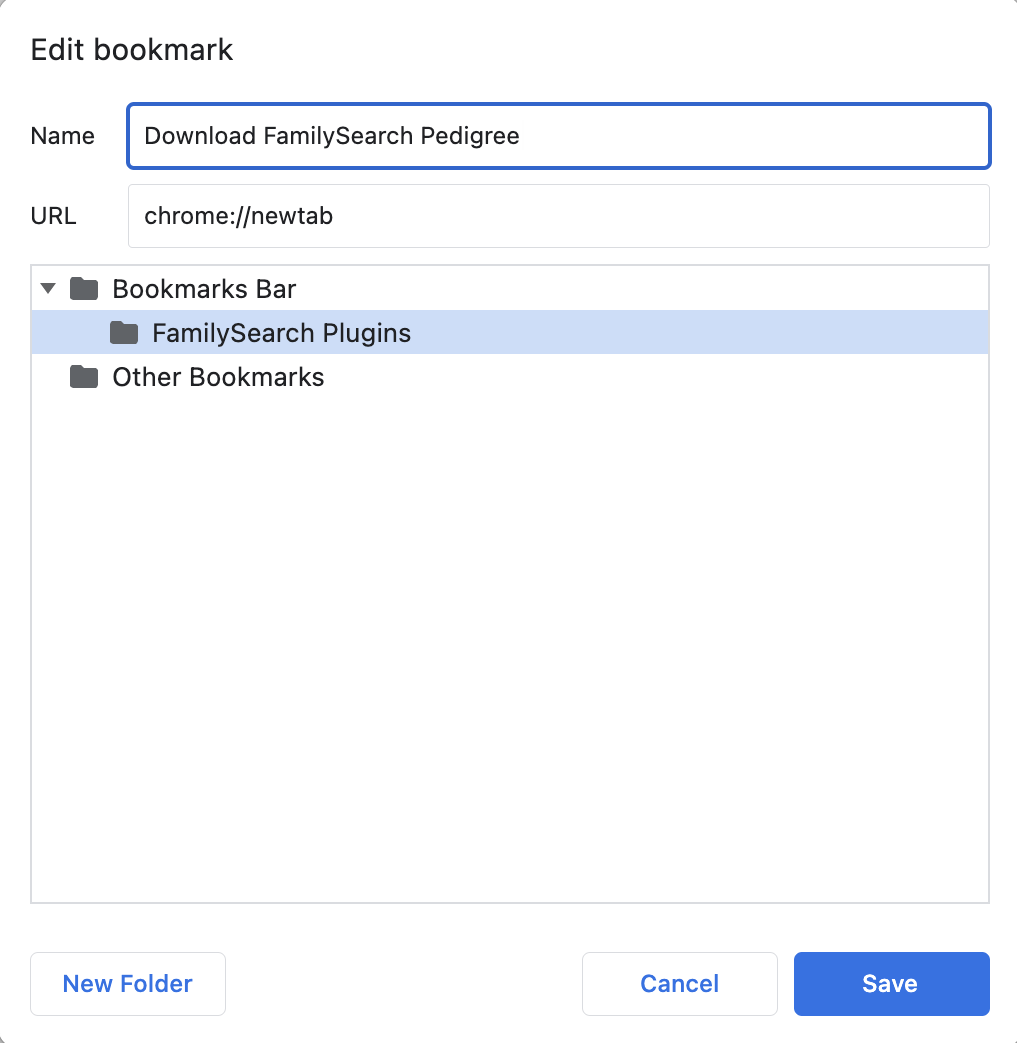 Edit bookmark
Name Download FamilySearch Pedigree
URL chrome://newtab
Bookmarks Bar
FamilySearch Plugins
Other Bookmarks
New Folder Cancel Save